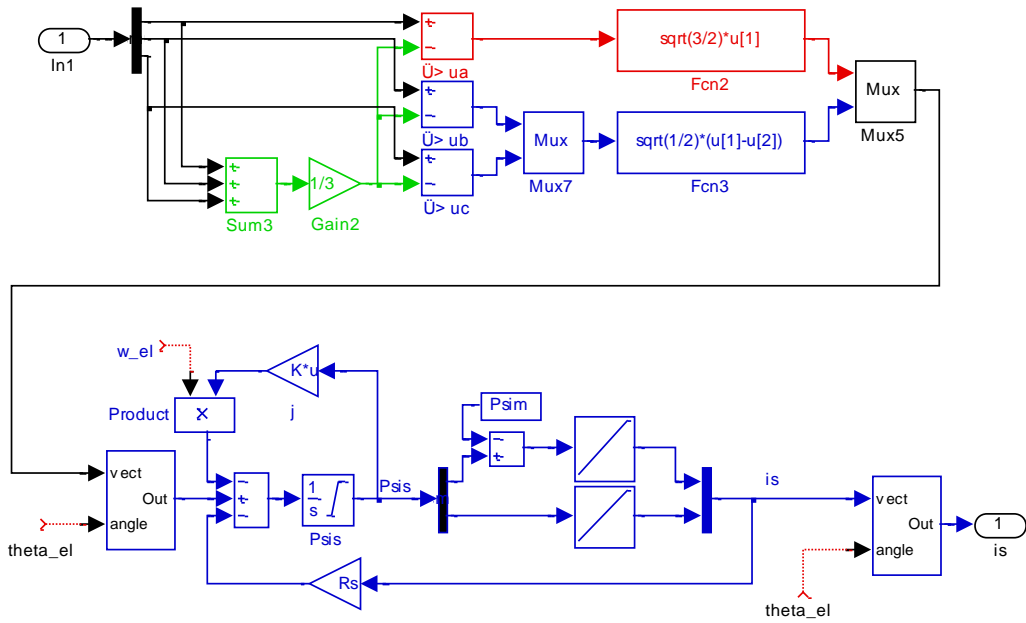 1
In1
+
−
Ü> ua
sqrt(3/2)*u[1]
Fcn2
+
−
Ü> ub
+
−
Ü> uc
Mux
Mux7
sqrt(1/2)*(u[1]-u[2])
Fcn3
Mux
Mux5
+
+
+
Sum3
1/3
Gain2
w_el
K*u
j
Product
×
Psim
−
+
vect
Out
angle
theta_el
−
+
−
1
s
Psis
Psis
is
Rs
vect
Out
angle
theta_el
1
is